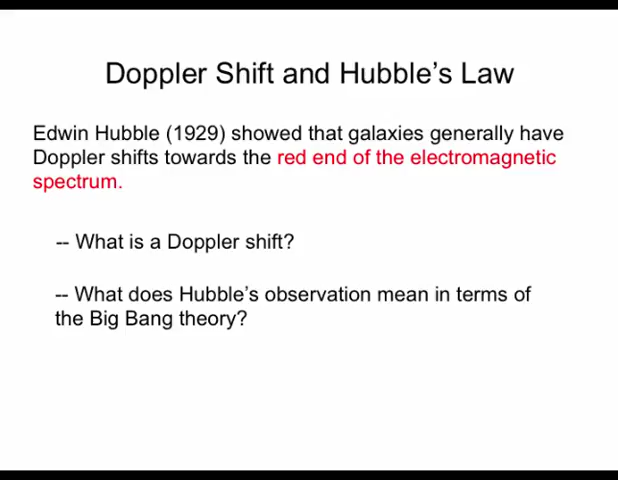 Doppler Shift and Hubble's Law
Edwin Hubble (1929) showed that galaxies generally have
Doppler shifts towards the red end of the electromagnetic
spectrum.
-- What is a Doppler shift?
-- What does Hubble's observation mean in terms of
the Big Bang theory?